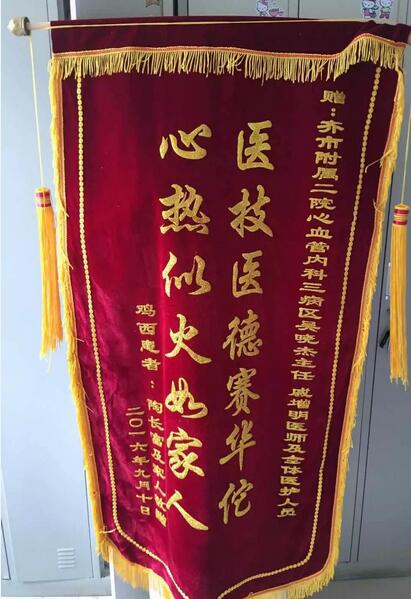 赠：齐市附属二院心血管内科三病区吴晓杰主任 戚增明医师及全体医护人员
医技医德赛华佗
心热似火如家人
鸡西患者：陶长富及家人敬赠
二〇一六年九月十日